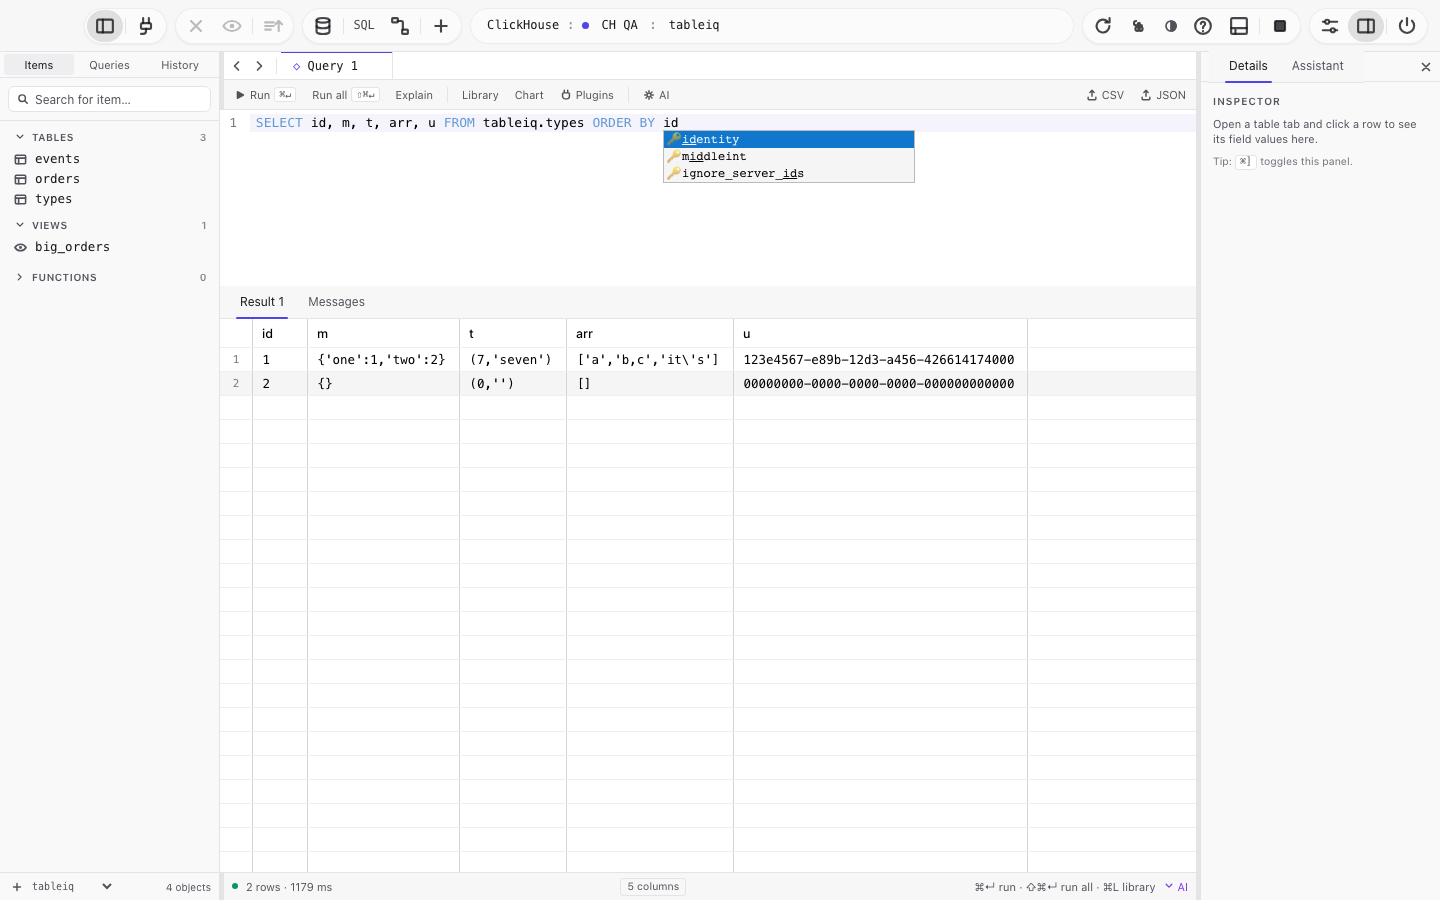 SQL
ClickHouse : CH QA : tableiq
Items Queries History
Search for item...
TABLES 3
events
orders
types
VIEWS 1
big_orders
FUNCTIONS 0
Query 1
Run ⌘↵ Run all ⇧⌘↵ Explain Library Chart Plugins AI CSV JSON
1 SELECT id, m, t, arr, u FROM tableiq.types ORDER BY id
identity
middleint
ignore_server_ids
Result 1 Messages
id m t arr u
1 1 {'one':1,'two':2} (7,'seven') ['a','b,c','it\'s'] 123e4567-e89b-12d3-a456-426614174000
2 2 {} (0,'') [] 00000000-0000-0000-0000-000000000000
Details Assistant
INSPECTOR
Open a table tab and click a row to see
its field values here.
Tip: ⌘] toggles this panel.
tableiq 4 objects
2 rows · 1179 ms 5 columns ⌘↵ run · ⇧⌘↵ run all · ⌘L library AI